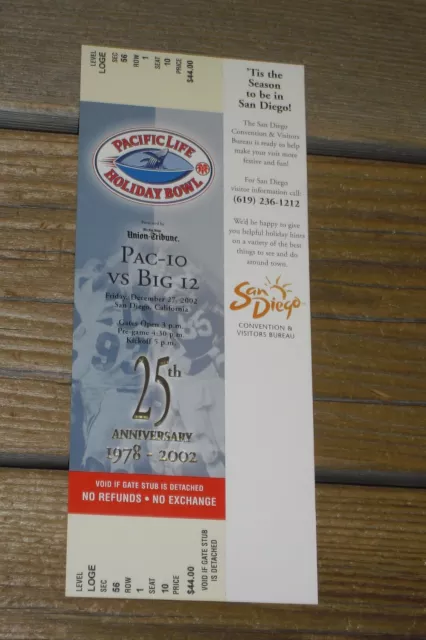 LEVEL
LOGE
SEC
56
ROW
1
SEAT
10
PRICE
$44.00
PACIFIC LIFE
HOLIDAY BOWL
Union-Tribune.
PAC-10
VS BIG 12
Friday, December 27, 2002
San Diego, California
Gates Open 3 p.m.
Pre-game 4:30 p.m.
Kickoff 5 p.m.
25th
ANNIVERSARY
1978 - 2002
VOID IF GATE STUB IS DETACHED
NO REFUNDS • NO EXCHANGE
LEVEL
LOGE
SEC
56
ROW
1
SEAT
10
PRICE
$44.00
VOID IF GATE STUB
IS DETACHED
'Tis the
Season
to be in
San Diego!
The San Diego
Convention & Visitors
Bureau is ready to help
make your visit more
festive and fun!
For San Diego
visitor information call:
(619) 236-1212
We'd be happy to give
you helpful holiday hints
on a variety of the best
things to see and do
around town.
San
Diego
CONVENTION &
VISITORS BUREAU